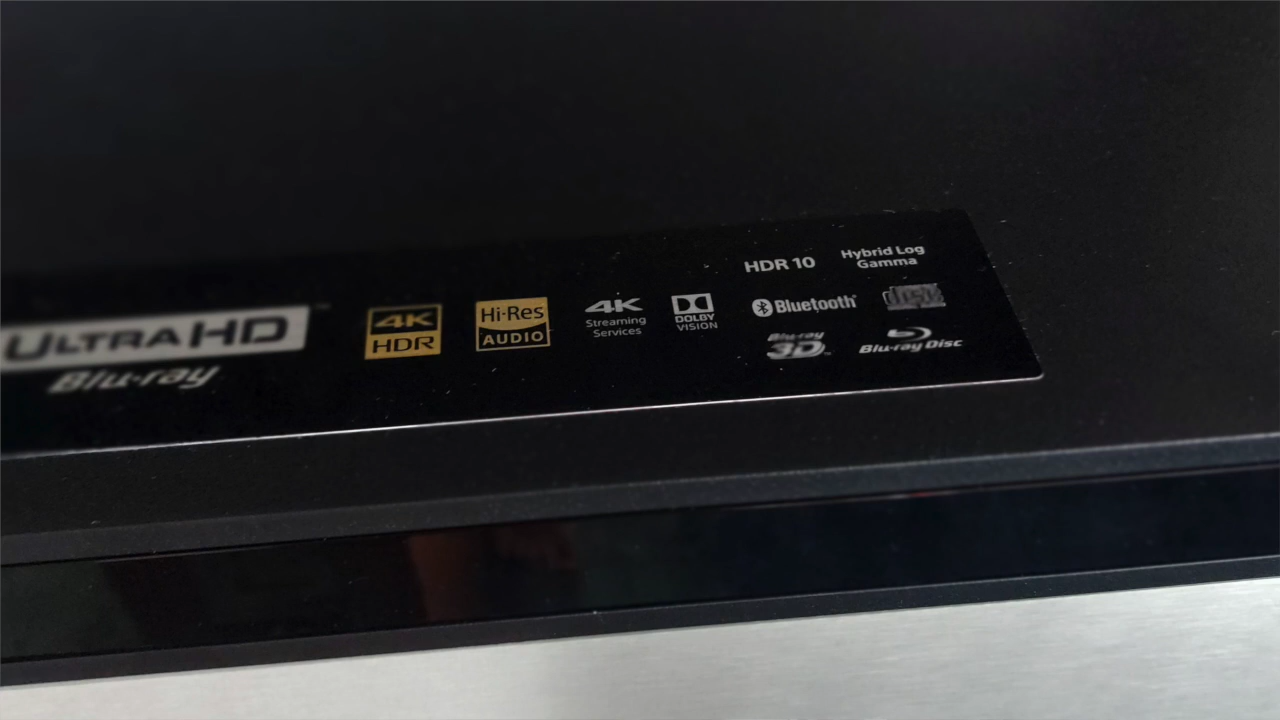 HDR 10
Hybrid Log
Gamma
ULTRA HD
Blu-ray
4K
HDR
Hi-Res
AUDIO
4K
Streaming
Services
DOLBY
VISION
Bluetooth®
Blu-ray
3D™
Blu-ray Disc